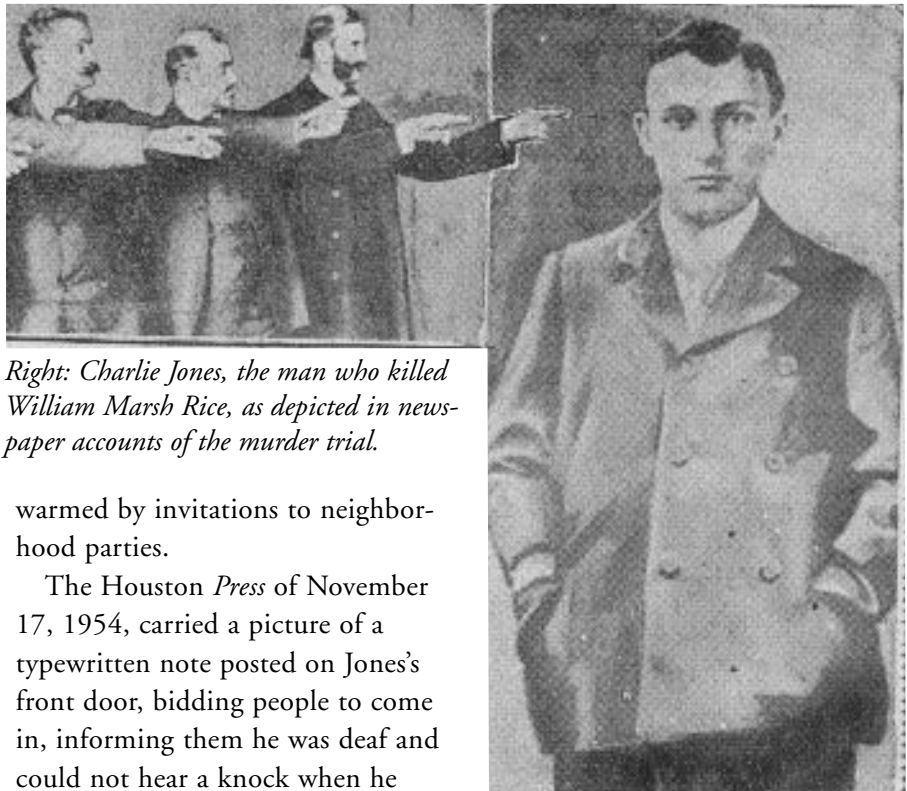 Right: Charlie Jones, the man who killed
William Marsh Rice, as depicted in news-
paper accounts of the murder trial.
warmed by invitations to neighbor-
hood parties.
The Houston Press of November
17, 1954, carried a picture of a
typewritten note posted on Jones's
front door, bidding people to come
in, informing them he was deaf and
could not hear a knock when he